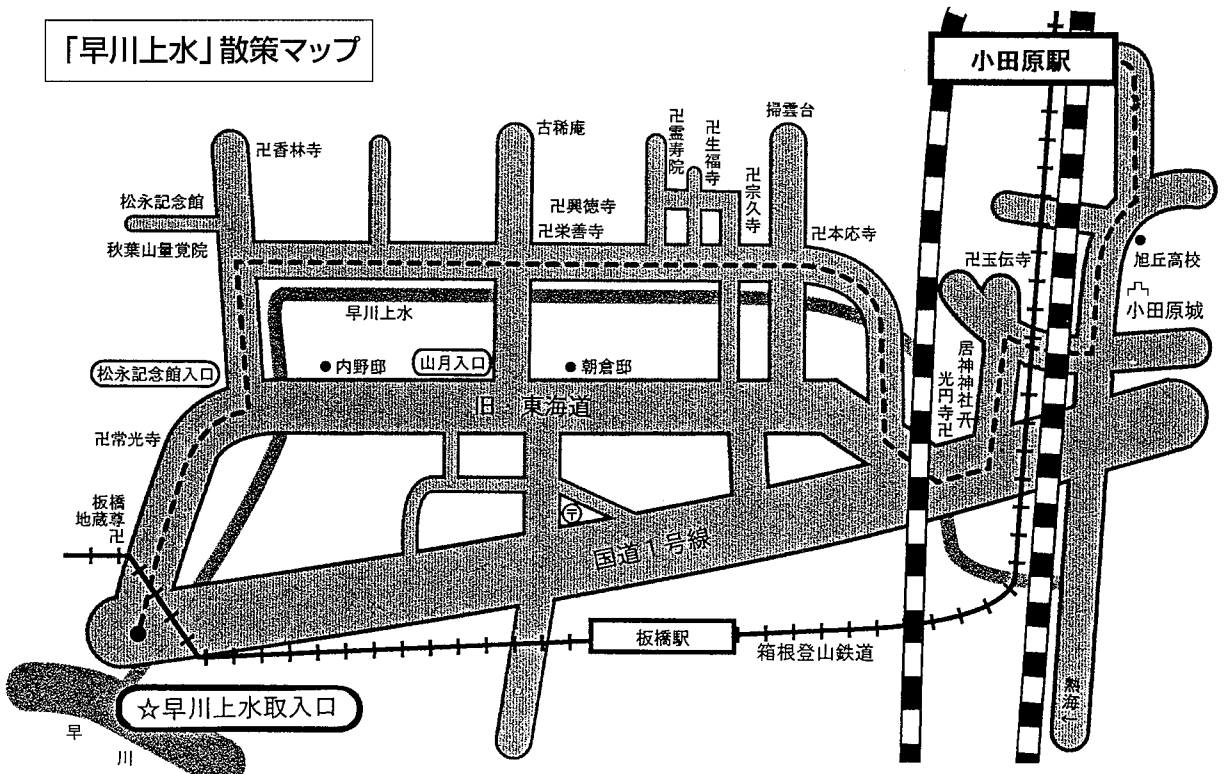 「早川上水」散策マップ
小田原駅
卍香林寺
古稀庵
卍霊寿院
卍生福寺
掃雲台
卍宗久寺
松永記念館
秋葉山量覚院
卍興徳寺
卍栄善寺
卍本応寺
卍玉伝寺
旭丘高校
小田原城
早川上水
松永記念館入口
内野邸
山月入口
朝倉邸
居神神社⛩
光円寺卍
旧 東海道
卍常光寺
板橋
地蔵尊
卍
〒
国道1号線
板橋駅
箱根登山鉄道
熱海へ
☆早川上水取入口
早
川